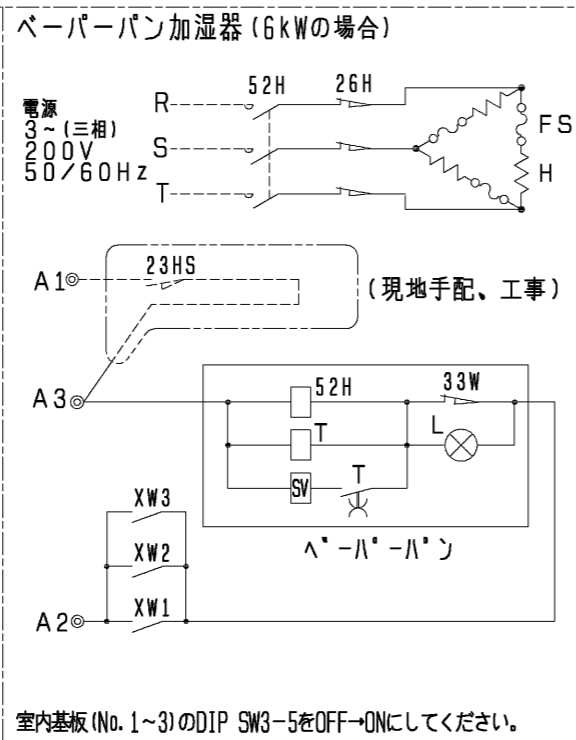 ベーパーパン加湿器(6kWの場合)
52H
26H
電源
3~(三相)
200V
50/60Hz
R
S
T
FS
H
A1
23HS
(現地手配、工事)
A3
52H
33W
T
L
SV
T
ベーパーパン
XW3
XW2
XW1
A2
室内基板(No.1~3)のDIP SW3-5をOFF→ONにしてください。